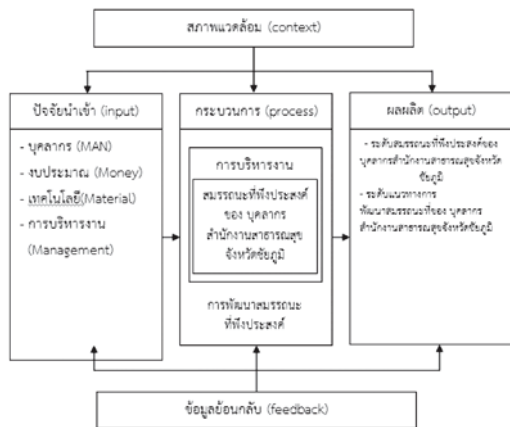 สภาพแวดล้อม (context)
ปัจจัยนำเข้า (input)
- บุคลากร (MAN)
- งบประมาณ (Money)
- เทคโนโลยี(Material)
- การบริหารงาน
(Management)
กระบวนการ (process)
การบริหารงาน
สมรรถนะที่พึงประสงค์
ของ บุคลากร
สำนักงานสาธารณสุข
จังหวัดชัยภูมิ
การพัฒนาสมรรถนะ
ที่พึงประสงค์
ผลผลิต (output)
- ระดับสมรรถนะที่พึงประสงค์ของ
บุคลากรสำนักงานสาธารณสุขจังหวัด
ชัยภูมิ
- ระดับแนวทางการ
พัฒนาสมรรถนะที่ของ บุคลากร
สำนักงานสาธารณสุขจังหวัดชัยภูมิ
ข้อมูลย้อนกลับ (feedback)